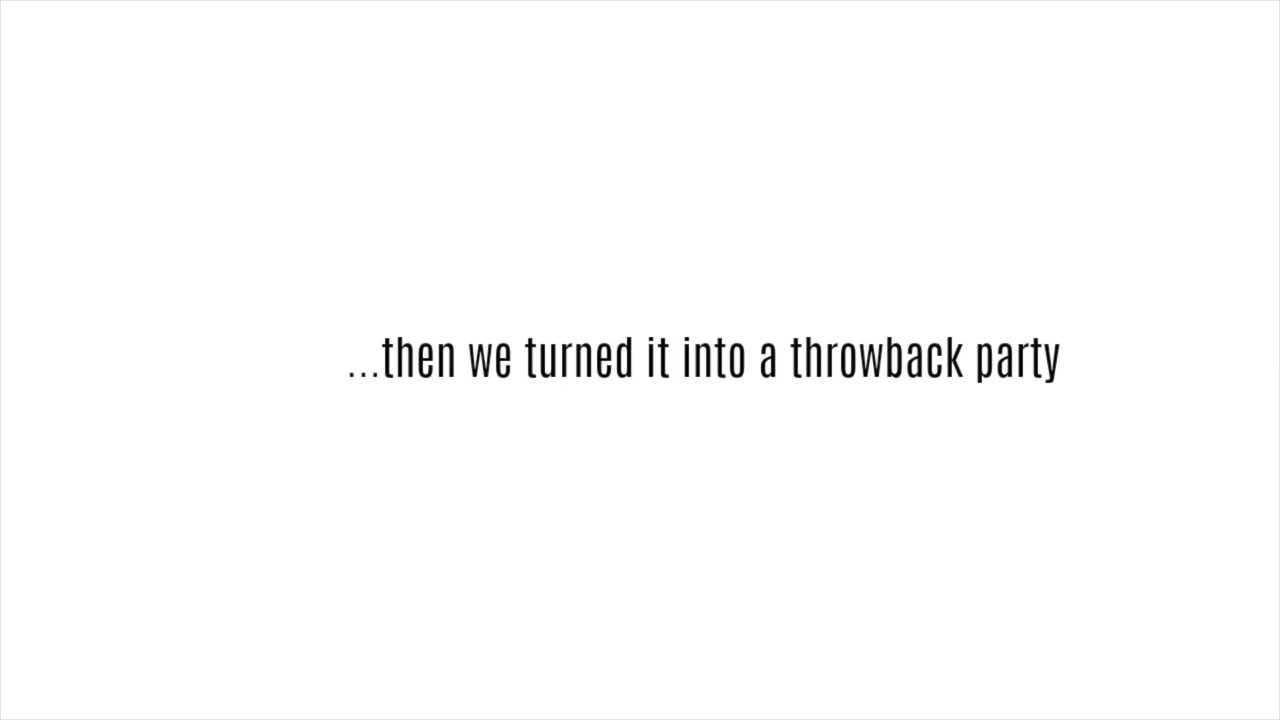 ...then we turned it into a throwback party